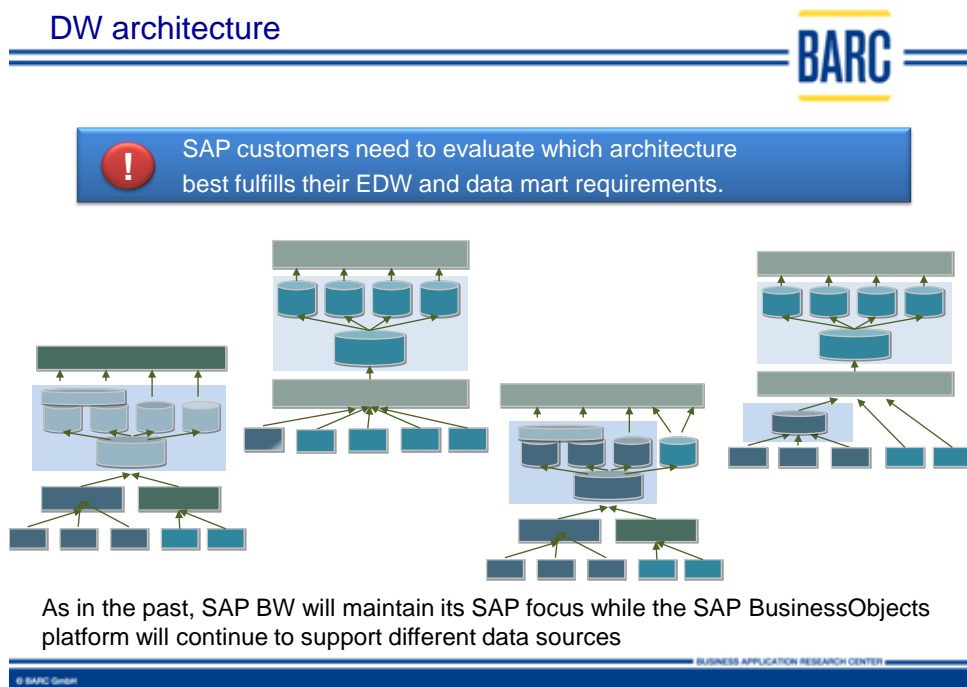 DW architecture
BARC
!
SAP customers need to evaluate which architecture
best fulfills their EDW and data mart requirements.
As in the past, SAP BW will maintain its SAP focus while the SAP BusinessObjects
platform will continue to support different data sources
BUSINESS APPLICATION RESEARCH CENTER
© BARC GmbH